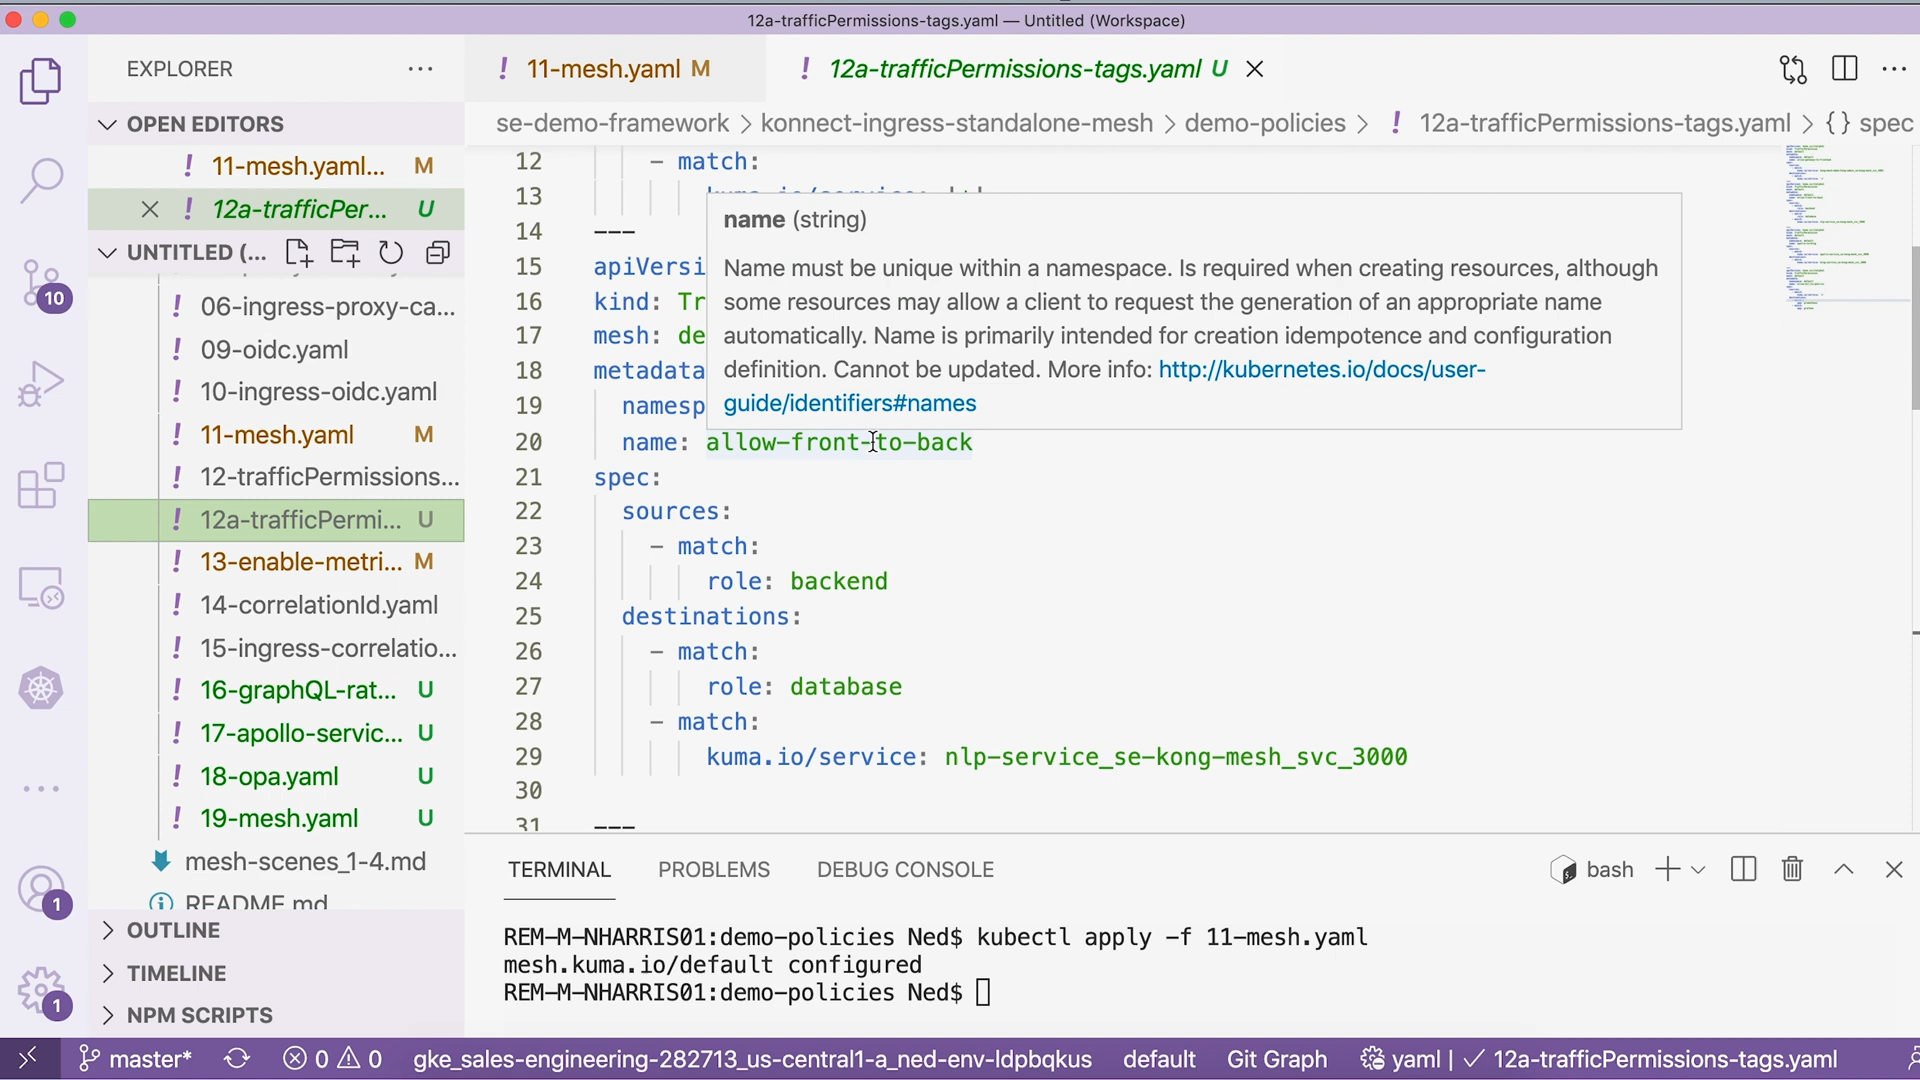 12a-trafficPermissions-tags.yaml — Untitled (Workspace)
EXPLORER
11-mesh.yaml M
12a-trafficPermissions-tags.yaml U
OPEN EDITORS
11-mesh.yaml... M
12a-trafficPer... U
UNTITLED (...
06-ingress-proxy-ca...
09-oidc.yaml
10-ingress-oidc.yaml
11-mesh.yaml M
12-trafficPermissions...
12a-trafficPermi... U
13-enable-metri... M
14-correlationId.yaml
15-ingress-correlatio...
16-graphQL-rat... U
17-apollo-servic... U
18-opa.yaml U
19-mesh.yaml U
mesh-scenes_1-4.md
README.md
OUTLINE
TIMELINE
NPM SCRIPTS
10
1
1
se-demo-framework > konnect-ingress-standalone-mesh > demo-policies > ! 12a-trafficPermissions-tags.yaml > {} spec
12 - match:
13
14 ---
15 apiVersi
16 kind: Tr
17 mesh: de
18 metadata
19 namesp
20 name: allow-front-to-back
21 spec:
22 sources:
23 - match:
24 role: backend
25 destinations:
26 - match:
27 role: database
28 - match:
29 kuma.io/service: nlp-service_se-kong-mesh_svc_3000
30
31 ---
name (string)
Name must be unique within a namespace. Is required when creating resources, although
some resources may allow a client to request the generation of an appropriate name
automatically. Name is primarily intended for creation idempotence and configuration
definition. Cannot be updated. More info: http://kubernetes.io/docs/user-
guide/identifiers#names
TERMINAL PROBLEMS DEBUG CONSOLE
bash
REM-M-NHARRIS01:demo-policies Ned$ kubectl apply -f 11-mesh.yaml
mesh.kuma.io/default configured
REM-M-NHARRIS01:demo-policies Ned$
master* 0 0 gke_sales-engineering-282713_us-central1-a_ned-env-ldpbqkus default Git Graph yaml | ✓ 12a-trafficPermissions-tags.yaml